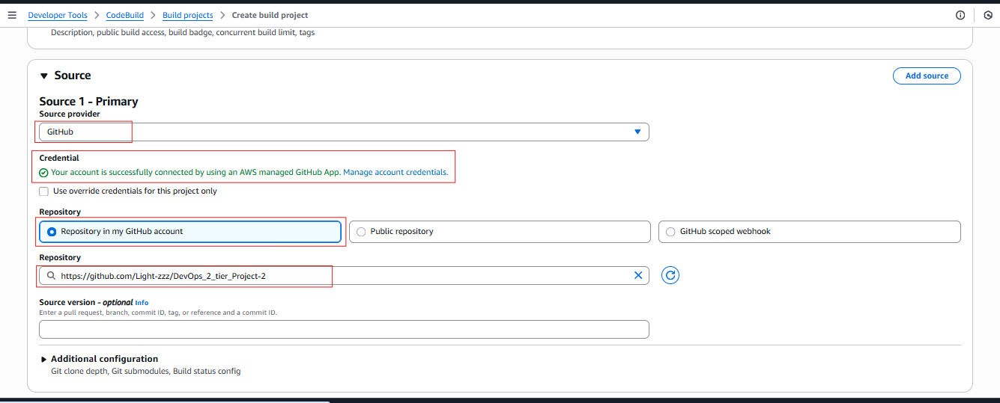 Developer Tools > CodeBuild > Build projects > Create build project
Description, public build access, build badge, concurrent build limit, tags
Source
Add source
Source 1 - Primary
Source provider
GitHub
Credential
Your account is successfully connected by using an AWS managed GitHub App. Manage account credentials.
Use override credentials for this project only
Repository
Repository in my GitHub account
Public repository
GitHub scoped webhook
Repository
https://github.com/Light-zzz/DevOps_2_tier_Project-2
Source version - optional Info
Enter a pull request, branch, commit ID, tag, or reference and a commit ID.
Additional configuration
Git clone depth, Git submodules, Build status config